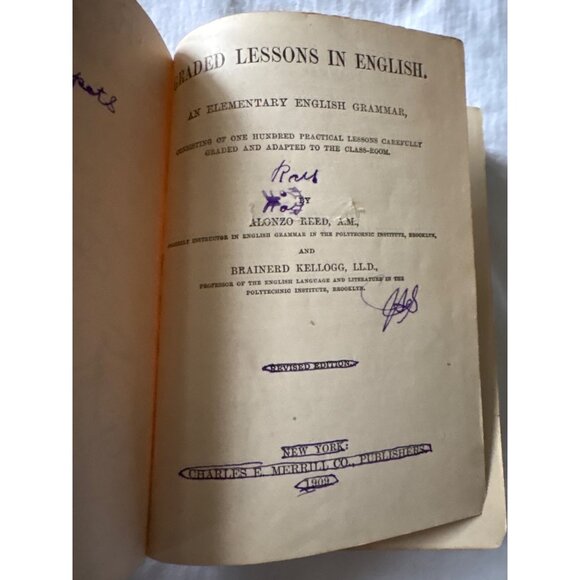 GRADED LESSONS IN ENGLISH.
AN ELEMENTARY ENGLISH GRAMMAR,
CONSISTING OF ONE HUNDRED PRACTICAL LESSONS CAREFULLY
GRADED AND ADAPTED TO THE CLASS-ROOM.
BY
ALONZO REED, A.M.,
FORMERLY INSTRUCTOR IN ENGLISH GRAMMAR IN THE POLYTECHNIC INSTITUTE, BROOKLYN,
AND
BRAINERD KELLOGG, LL.D.,
PROFESSOR OF THE ENGLISH LANGUAGE AND LITERATURE IN THE
POLYTECHNIC INSTITUTE, BROOKLYN.
REVISED EDITION.
NEW YORK:
CHARLES E. MERRILL CO., PUBLISHERS
1909